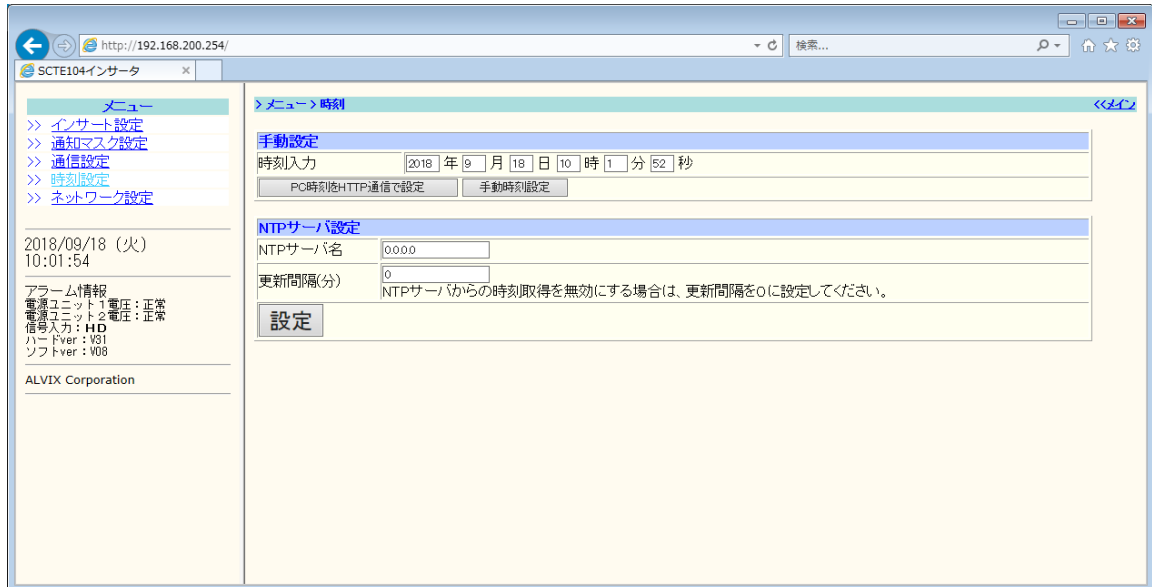 http://192.168.200.254/
検索...
SCTE104インサータ
メニュー
>> インサート設定
>> 通知マスク設定
>> 通信設定
>> 時刻設定
>> ネットワーク設定
2018/09/18 (火)
10:01:54
アラーム情報
電源ユニット1電圧:正常
電源ユニット2電圧:正常
信号入力:HD
ハードver:V31
ソフトver:V08
ALVIX Corporation
> メニュー > 時刻 <<メイン
手動設定
時刻入力 2018 年 9 月 18 日 10 時 1 分 52 秒
PC時刻をHTTP通信で設定 手動時刻設定
NTPサーバ設定
NTPサーバ名 0.0.0.0
更新間隔(分) 0
NTPサーバからの時刻取得を無効にする場合は、更新間隔を0に設定してください。
設定